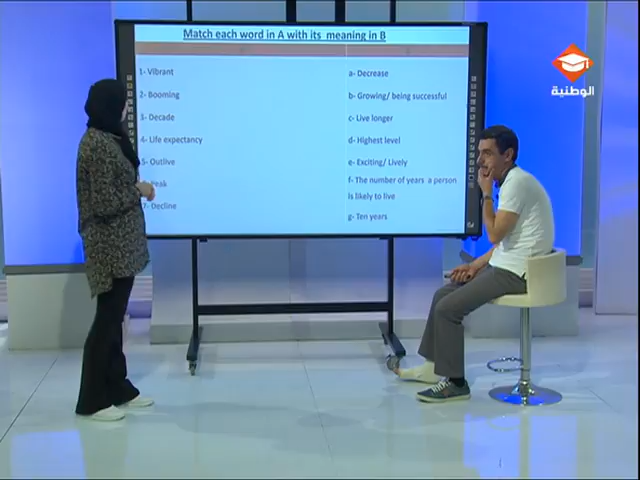 Match each word in A with its meaning in B
1- Vibrant
2- Booming
3- Decade
4- Life expectancy
5- Outlive
Peak
7- Decline
a- Decrease
b- Growing/ being successful
c- Live longer
d- Highest level
e- Exciting/ Lively
f- The number of years a person
is likely to live
g- Ten years
الوطنية